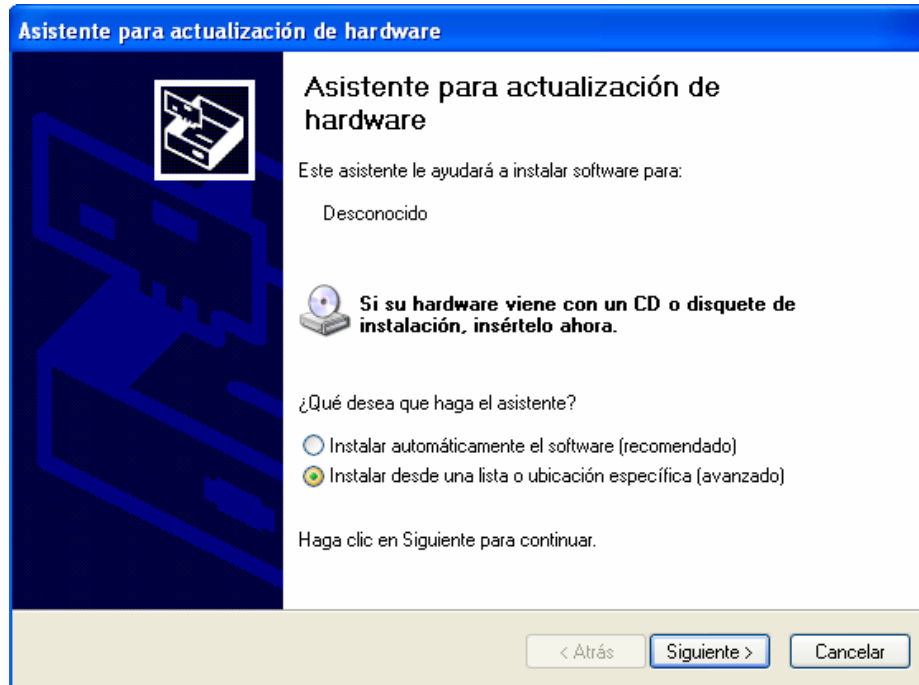 Asistente para actualización de hardware
Asistente para actualización de
hardware
Este asistente le ayudará a instalar software para:
Desconocido
Si su hardware viene con un CD o disquete de
instalación, insértelo ahora.
¿Qué desea que haga el asistente?
Instalar automáticamente el software (recomendado)
Instalar desde una lista o ubicación específica (avanzado)
Haga clic en Siguiente para continuar.
< Atrás Siguiente > Cancelar